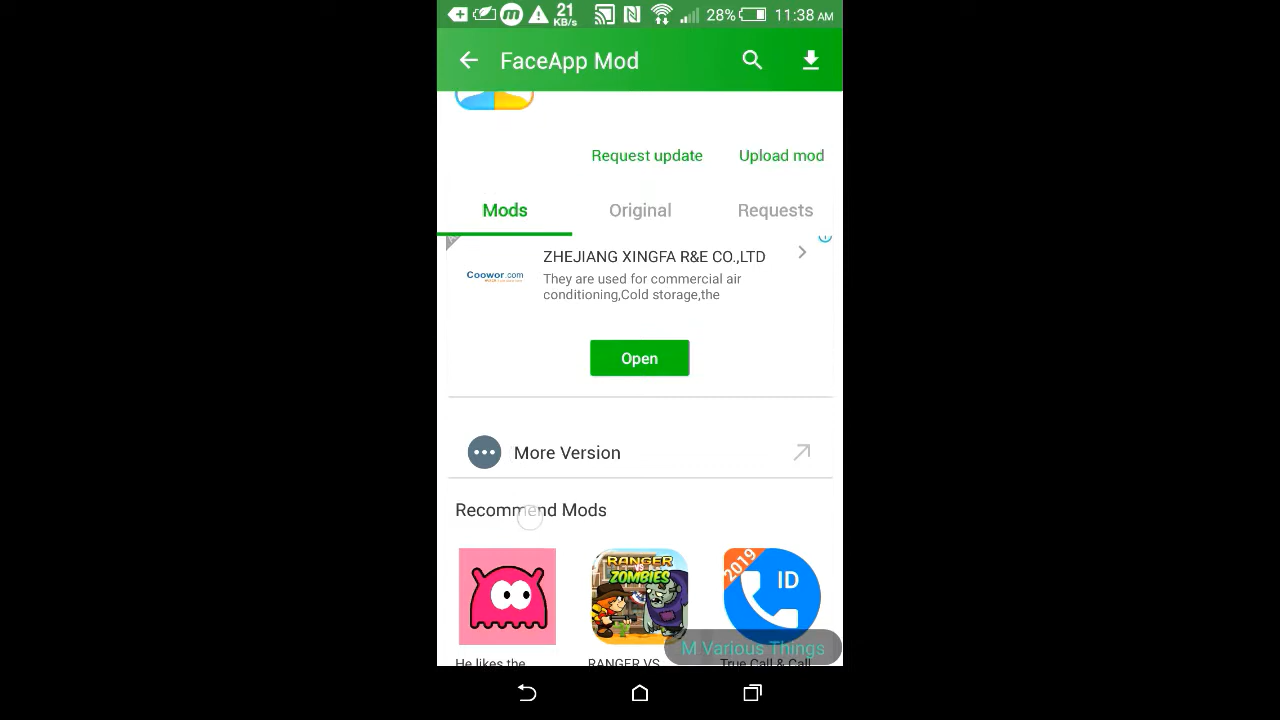 21
KB/s
28%
11:38 AM
FaceApp Mod
Request update
Upload mod
Mods
Original
Requests
ZHEJIANG XINGFA R&E CO.,LTD
Coowor.com
They are used for commercial air
conditioning,Cold storage,the
Open
More Version
Recommend Mods
RANGER
VS
ZOMBIES
2019
ID
M Various Things
He likes the
RANGER VS
True Call & Call